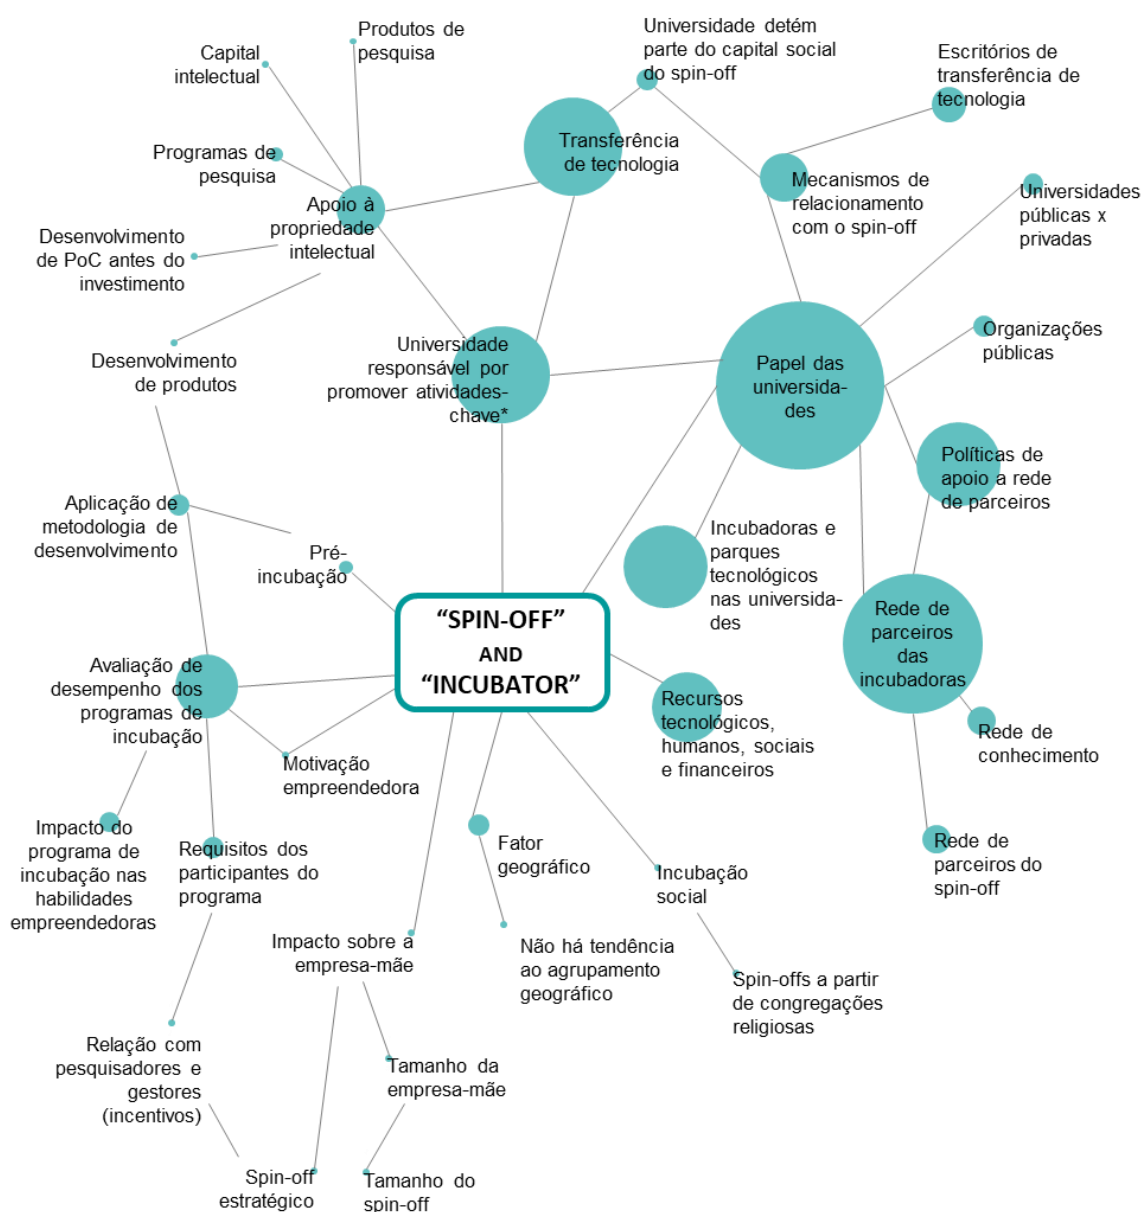 Produtos de
pesquisa
Capital
intelectual
Universidade detém
parte do capital social
do spin-off
Escritórios de
transferência de
tecnologia
Programas de
pesquisa
Transferência
de tecnologia
Mecanismos de
relacionamento
com o spin-off
Universidades
públicas x
privadas
Apoio à
propriedade
intelectual
Desenvolvimento
de PoC antes do
investimento
Desenvolvimento
de produtos
Universidade
responsável por
promover atividades-
chave*
Papel das
universida-
des
Organizações
públicas
Políticas de
apoio a rede
de parceiros
Aplicação de
metodologia de
desenvolvimento
Pré-
incubação
Incubadoras e
parques
tecnológicos
nas universida-
des
Rede de
parceiros
das
incubadoras
“SPIN-OFF”
AND
“INCUBATOR”
Avaliação de
desempenho dos
programas de
incubação
Recursos
tecnológicos,
humanos, sociais
e financeiros
Rede de
conhecimento
Motivação
empreendedora
Impacto do
programa de
incubação nas
habilidades
empreendedoras
Requisitos dos
participantes do
programa
Fator
geográfico
Incubação
social
Rede de
parceiros do
spin-off
Impacto sobre a
empresa-mãe
Não há tendência
ao agrupamento
geográfico
Spin-offs a partir
de congregações
religiosas
Relação com
pesquisadores e
gestores
(incentivos)
Tamanho da
empresa-mãe
Spin-off
estratégico
Tamanho do
spin-off